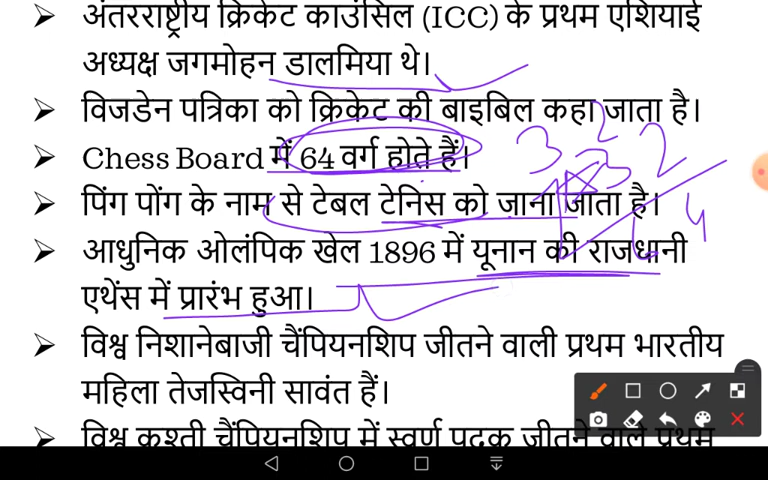 ➤ अंतरराष्ट्रीय क्रिकेट काउंसिल (ICC) के प्रथम एशियाई
अध्यक्ष जगमोहन डालमिया थे।
➤ विजडेन पत्रिका को क्रिकेट की बाइबिल कहा जाता है।
➤ Chess Board में 64 वर्ग होते हैं।
➤ पिंग पोंग के नाम से टेबल टेनिस को जाना जाता है।
➤ आधुनिक ओलंपिक खेल 1896 में यूनान की राजधानी
एथेंस में प्रारंभ हुआ।
➤ विश्व निशानेबाजी चैंपियनशिप जीतने वाली प्रथम भारतीय
महिला तेजस्विनी सावंत हैं।
➤ विश्व कुश्ती चैंपियनशिप में स्वर्ण पदक जीतने वाले प्रथम